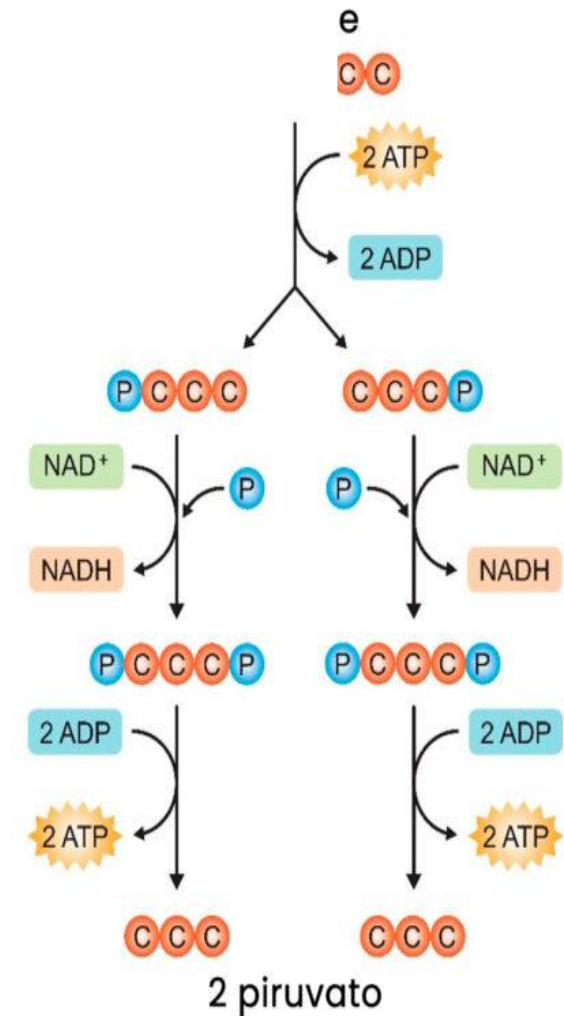 e
C C
2 ATP
2 ADP
P C C C C C C P
NAD⁺ P P NAD⁺
NADH NADH
P C C C P P C C C P
2 ADP 2 ADP
2 ATP 2 ATP
C C C C C C
2 piruvato